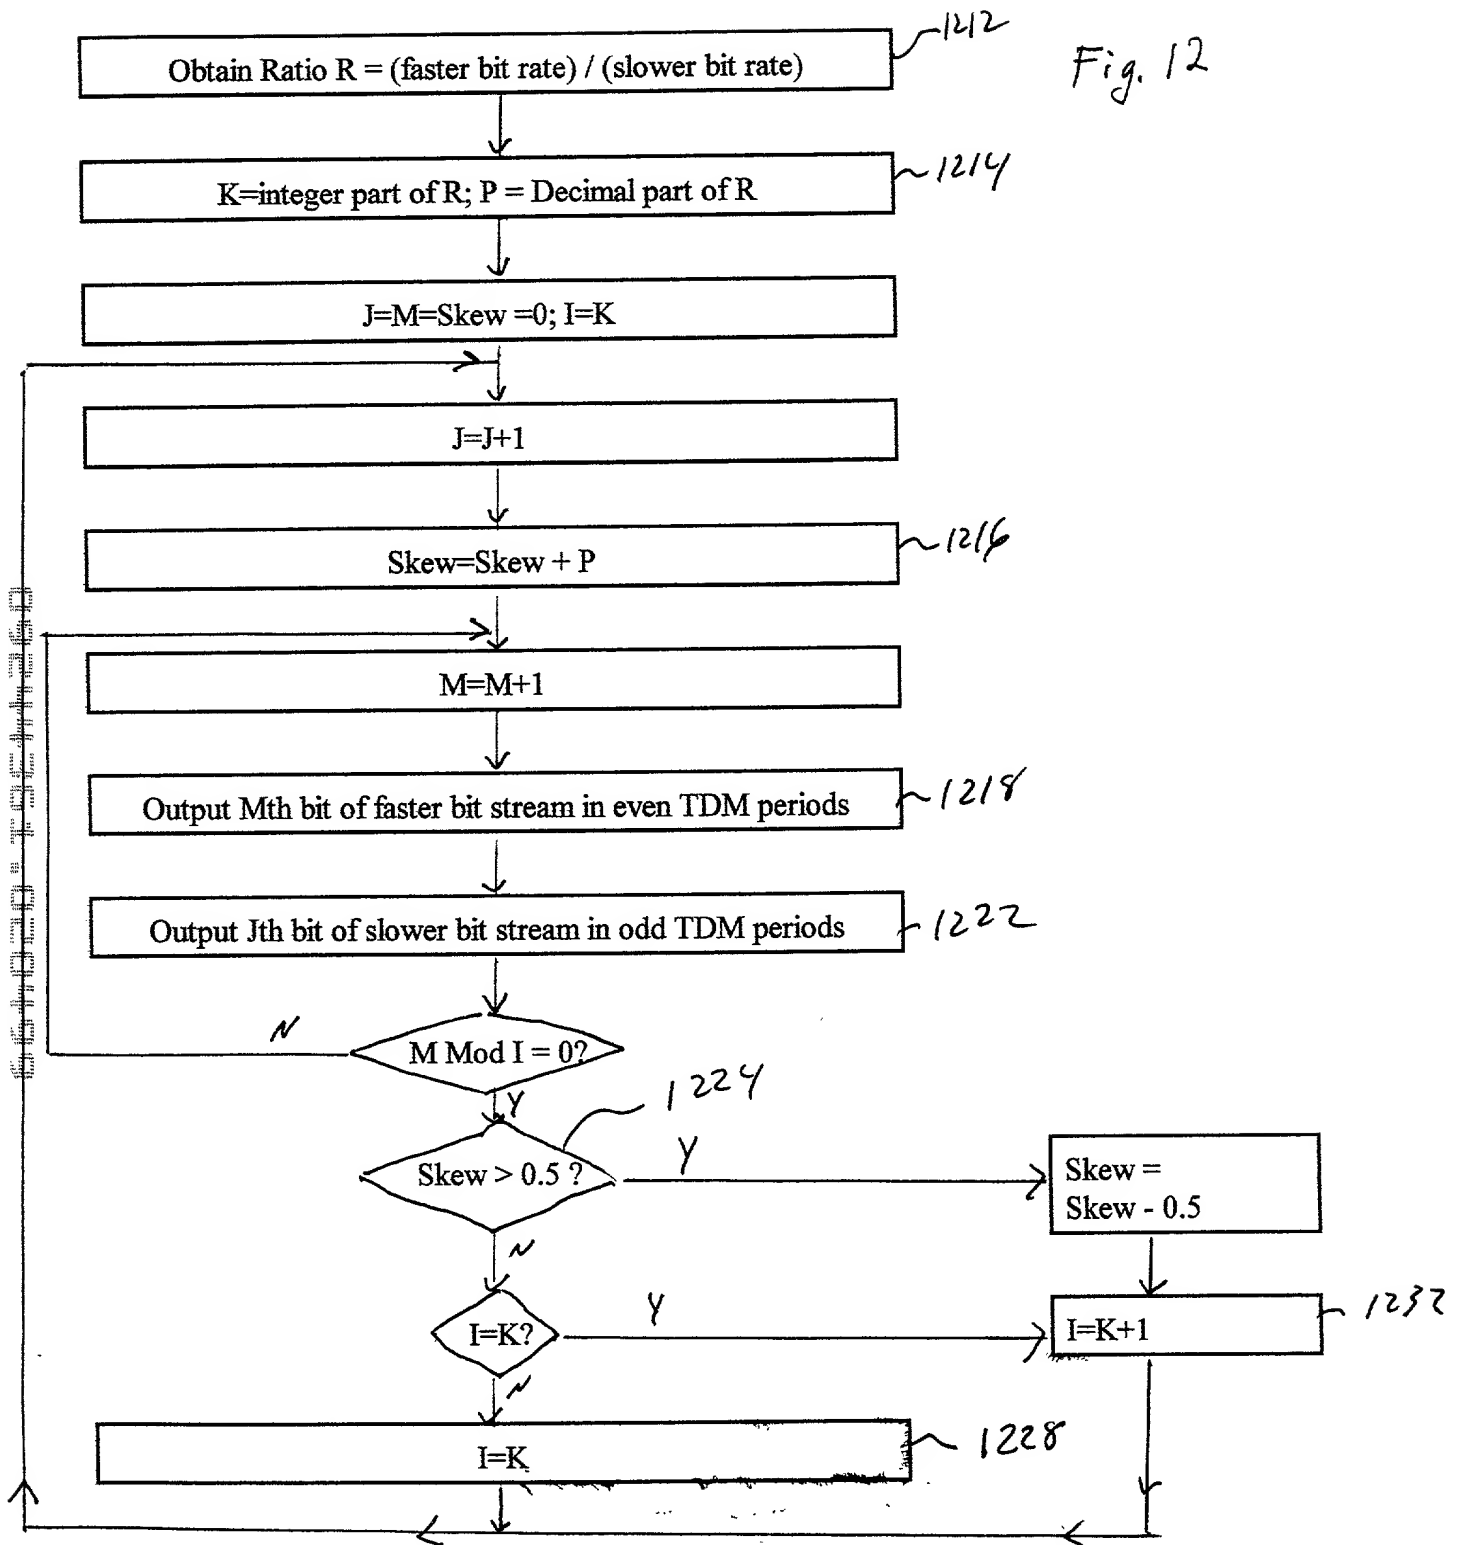 1212
Fig. 12
Obtain Ratio R = (faster bit rate) / (slower bit rate)
1214
K=integer part of R; P = Decimal part of R
J=M=Skew =0; I=K
J=J+1
1216
Skew=Skew + P
M=M+1
1218
Output Mth bit of faster bit stream in even TDM periods
1222
Output Jth bit of slower bit stream in odd TDM periods
N
M Mod I = 0?
Y
1224
Skew > 0.5 ?
Y
Skew =
Skew - 0.5
N
I=K?
Y
1232
I=K+1
N
1228
I=K